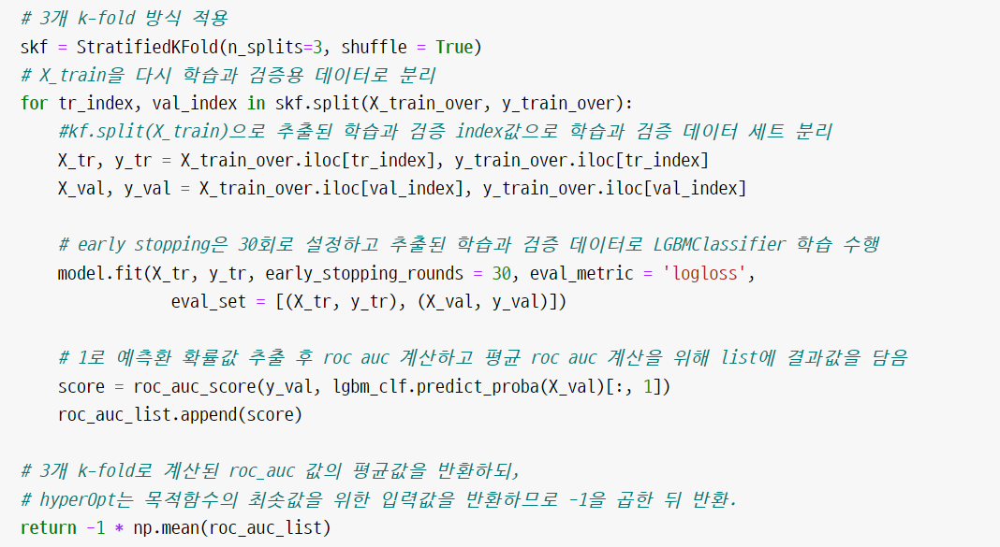 # 3개 k-fold 방식 적용
skf = StratifiedKFold(n_splits=3, shuffle = True)
# X_train을 다시 학습과 검증용 데이터로 분리
for tr_index, val_index in skf.split(X_train_over, y_train_over):
    #kf.split(X_train)으로 추출된 학습과 검증 index값으로 학습과 검증 데이터 세트 분리
    X_tr, y_tr = X_train_over.iloc[tr_index], y_train_over.iloc[tr_index]
    X_val, y_val = X_train_over.iloc[val_index], y_train_over.iloc[val_index]
    # early stopping은 30회로 설정하고 추출된 학습과 검증 데이터로 LGBMClassifier 학습 수행
    model.fit(X_tr, y_tr, early_stopping_rounds = 30, eval_metric = 'logloss',
                eval_set = [(X_tr, y_tr), (X_val, y_val)])
    # 1로 예측환 확률값 추출 후 roc auc 계산하고 평균 roc auc 계산을 위해 list에 결과값을 담음
    score = roc_auc_score(y_val, lgbm_clf.predict_proba(X_val)[:, 1])
    roc_auc_list.append(score)
# 3개 k-fold로 계산된 roc_auc 값의 평균값을 반환하되,
# hyperOpt는 목적함수의 최솟값을 위한 입력값을 반환하므로 -1을 곱한 뒤 반환.
return -1 * np.mean(roc_auc_list)